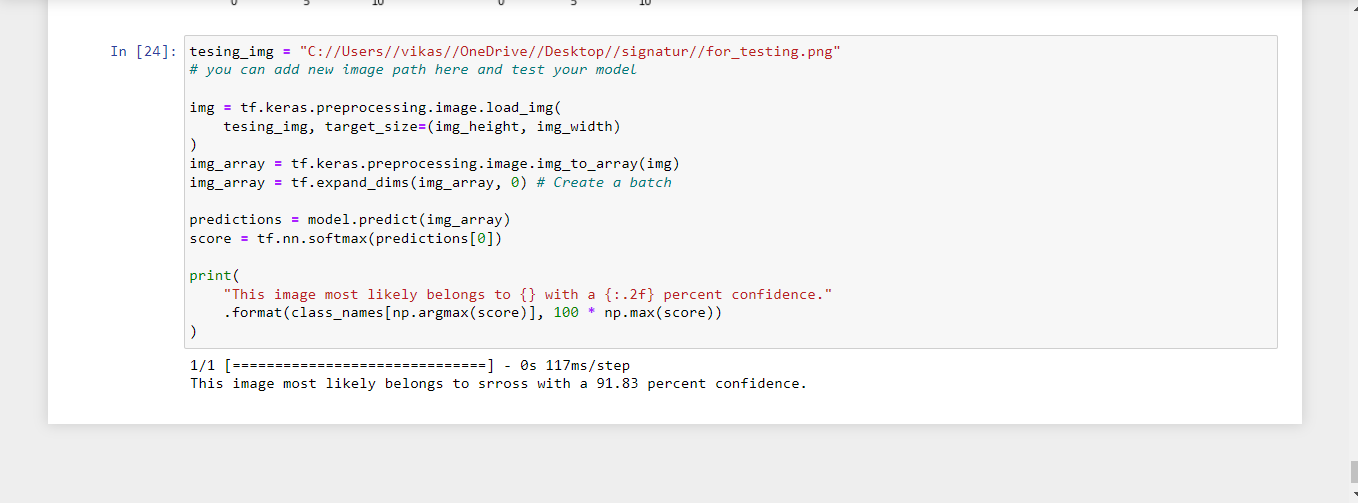 0 5 10 0 5 10
In [24]: tesing_img = "C://Users//vikas//OneDrive//Desktop//signatur//for_testing.png"
# you can add new image path here and test your model
img = tf.keras.preprocessing.image.load_img(
tesing_img, target_size=(img_height, img_width)
)
img_array = tf.keras.preprocessing.image.img_to_array(img)
img_array = tf.expand_dims(img_array, 0) # Create a batch
predictions = model.predict(img_array)
score = tf.nn.softmax(predictions[0])
print(
"This image most likely belongs to {} with a {:.2f} percent confidence."
.format(class_names[np.argmax(score)], 100 * np.max(score))
)
1/1 [==============================] - 0s 117ms/step
This image most likely belongs to srross with a 91.83 percent confidence.